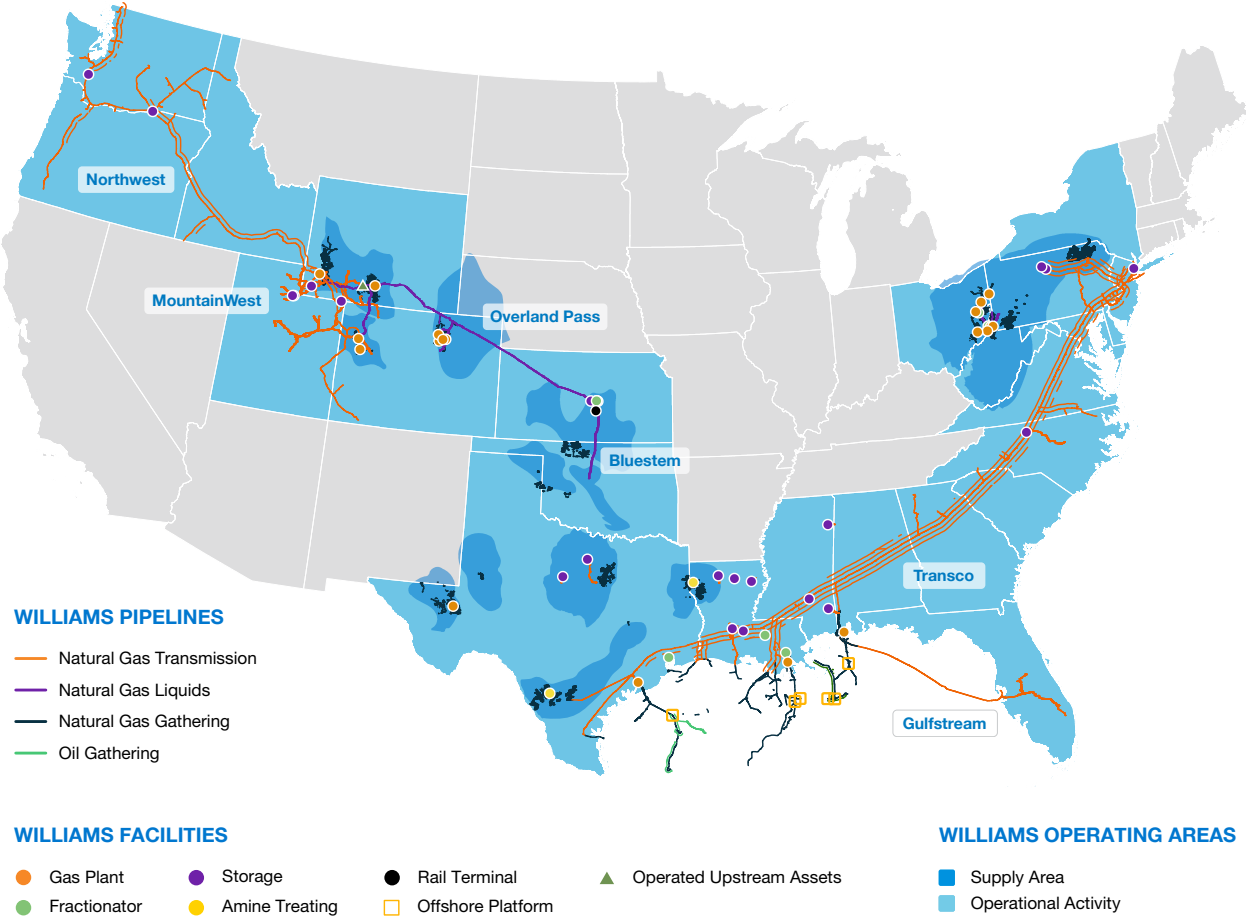 Northwest
MountainWest
Overland Pass
Bluestem
Transco
Gulfstream
WILLIAMS PIPELINES
Natural Gas Transmission
Natural Gas Liquids
Natural Gas Gathering
Oil Gathering
WILLIAMS FACILITIES
Gas Plant
Storage
Rail Terminal
Operated Upstream Assets
Fractionator
Amine Treating
Offshore Platform
WILLIAMS OPERATING AREAS
Supply Area
Operational Activity